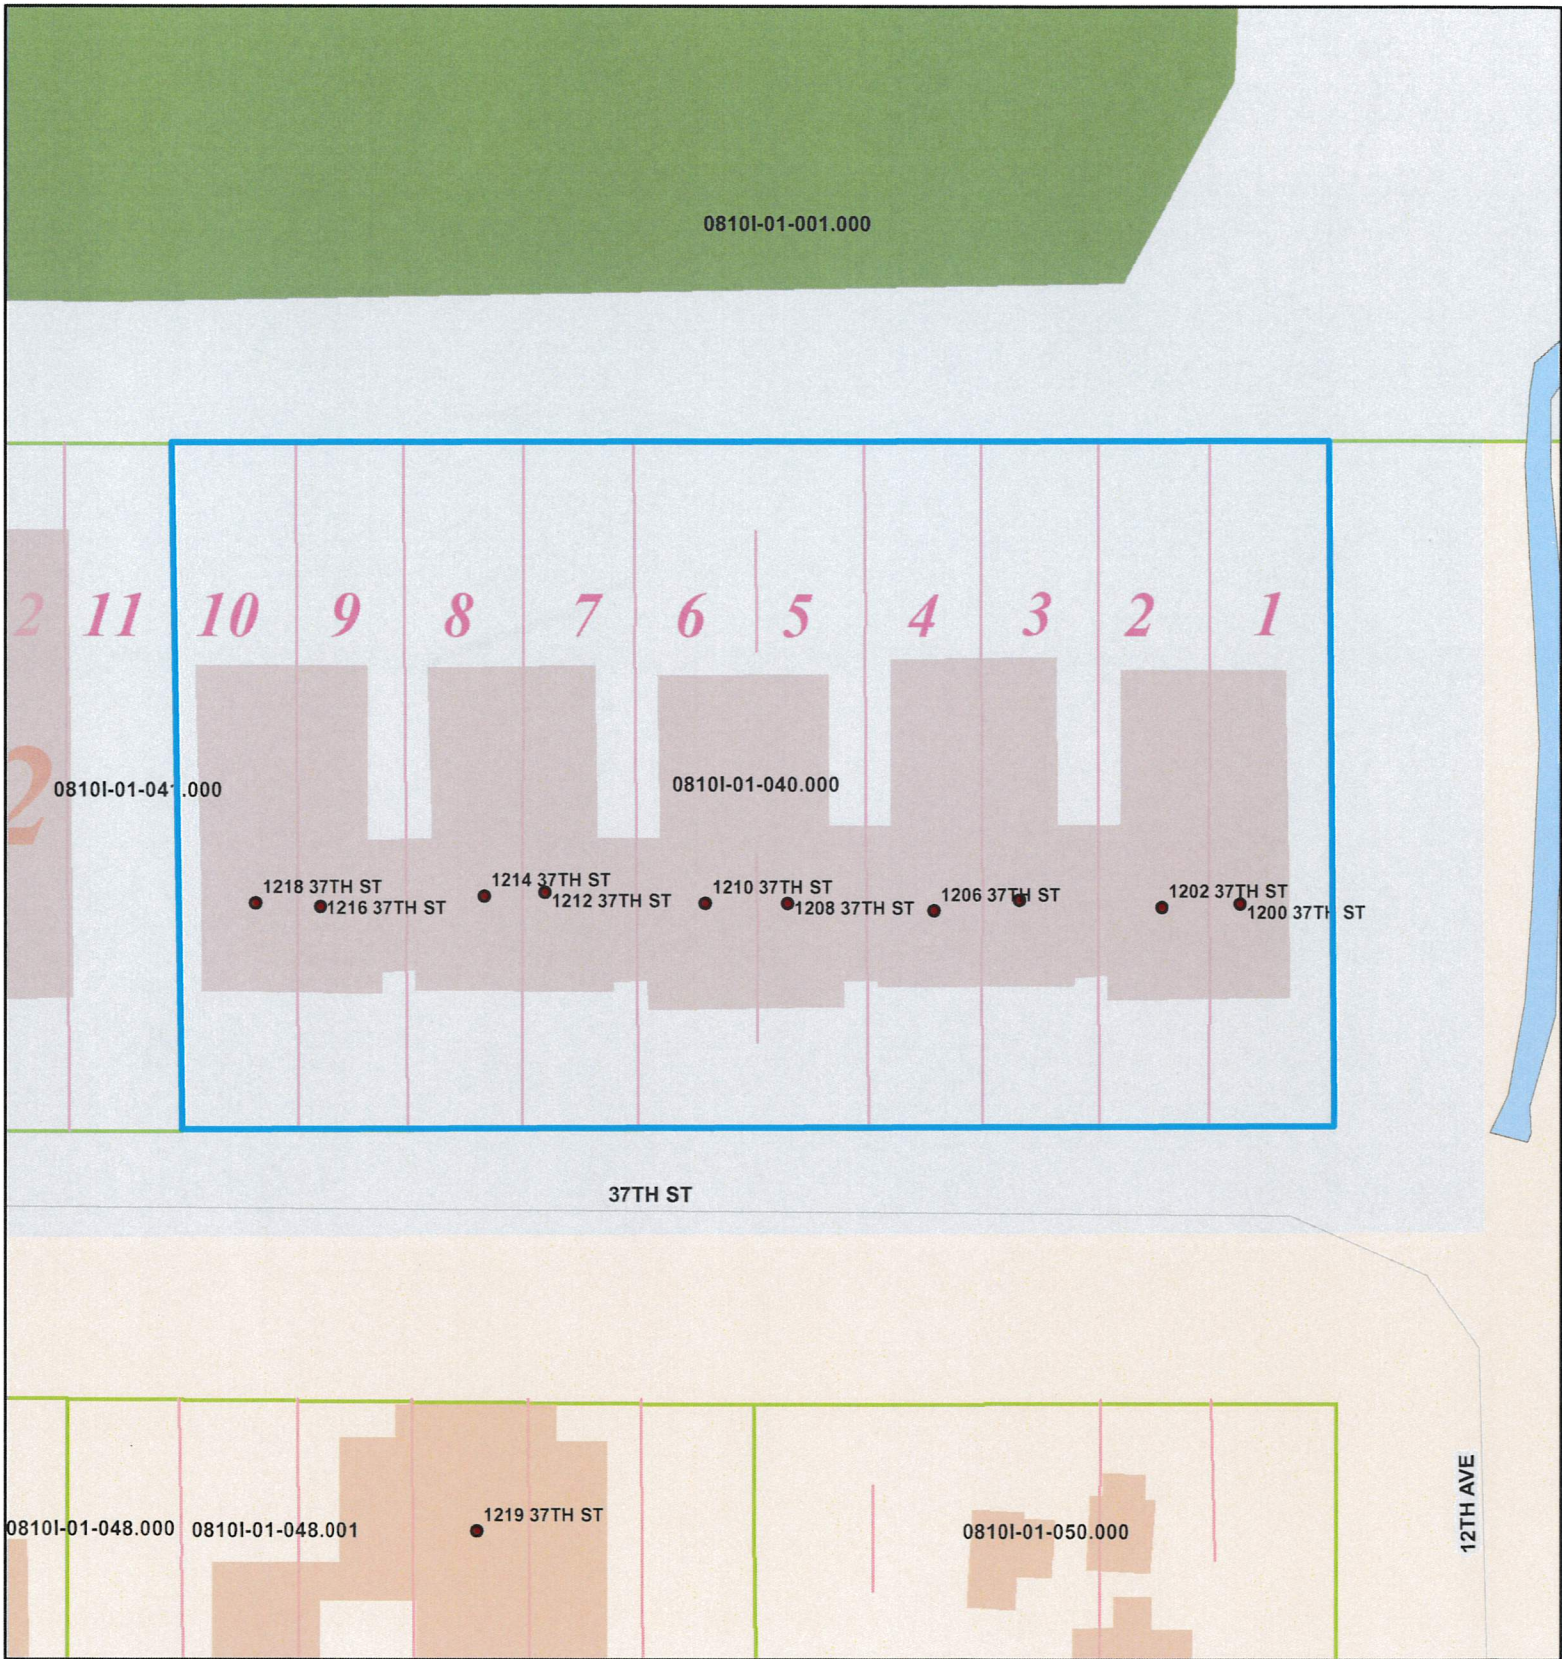 0810I-01-001.000
2
11
10
9
8
7
6
5
4
3
2
1
2
0810I-01-041.000
0810I-01-040.000
1218 37TH ST
1216 37TH ST
1214 37TH ST
1212 37TH ST
1210 37TH ST
1208 37TH ST
1206 37TH ST
1202 37TH ST
1200 37TH ST
37TH ST
0810I-01-048.000
0810I-01-048.001
1219 37TH ST
0810I-01-050.000
12TH AVE